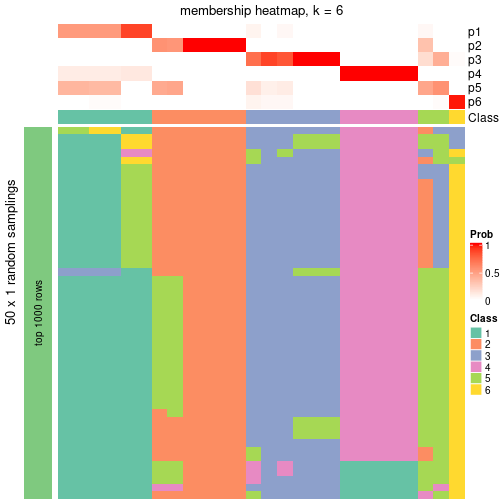 membership heatmap, k = 6
p1
p2
p3
p4
p5
p6
Class
50 x 1 random samplings
top 1000 rows
Prob
1
0.5
0
Class
1
2
3
4
5
6